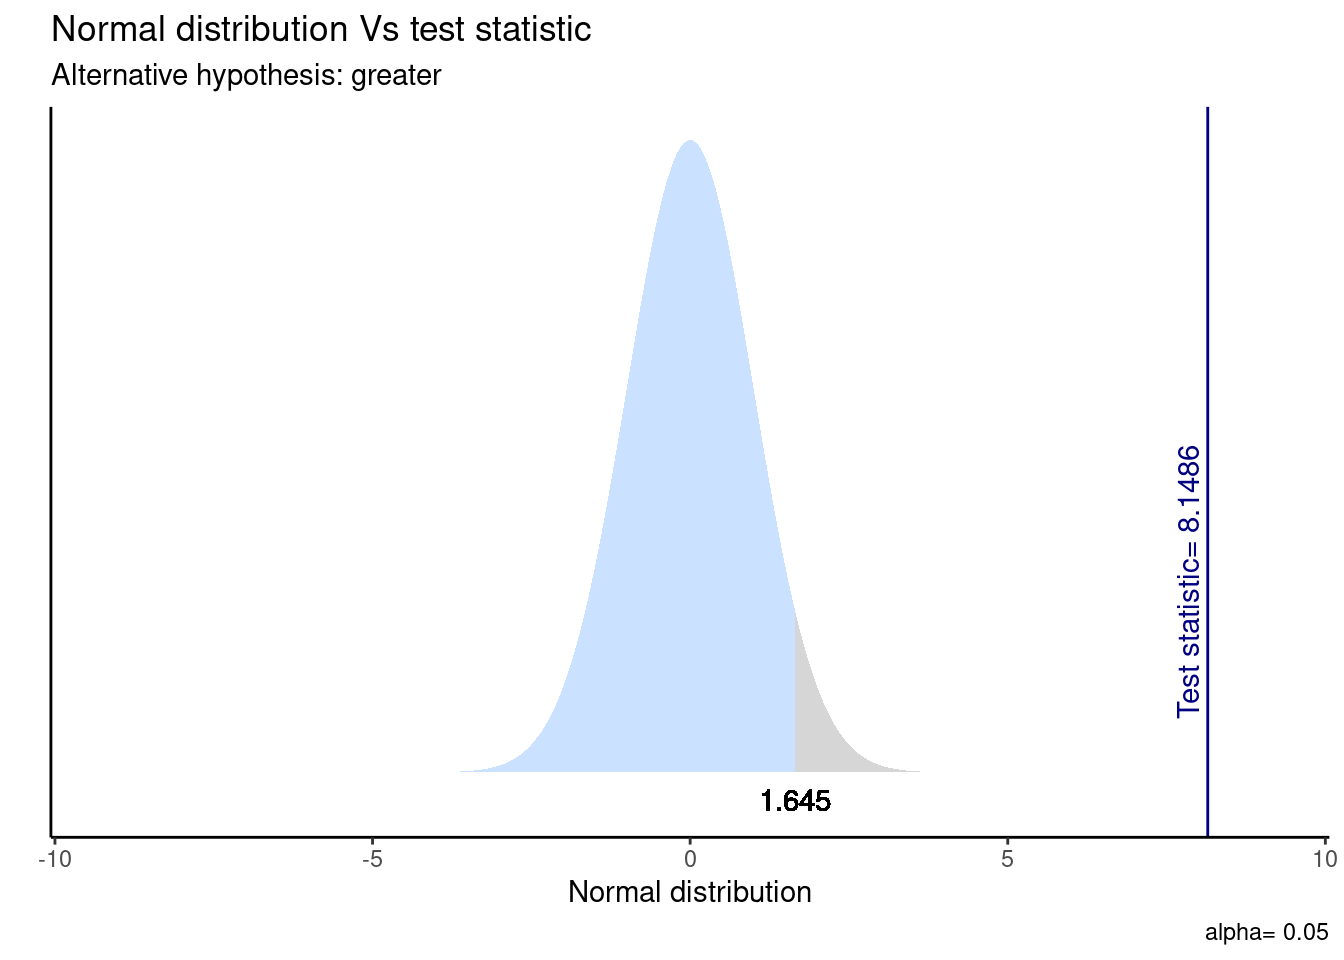 Normal distribution Vs test statistic
Alternative hypothesis: greater
Test statistic= 8.1486
1.645
-10 -5 0 5 10
Normal distribution
alpha= 0.05